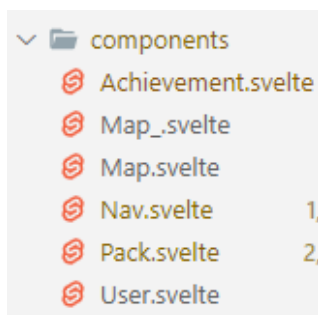 components
Achievement.svelte
Map_.svelte
Map.svelte
Nav.svelte 1,
Pack.svelte 2,
User.svelte